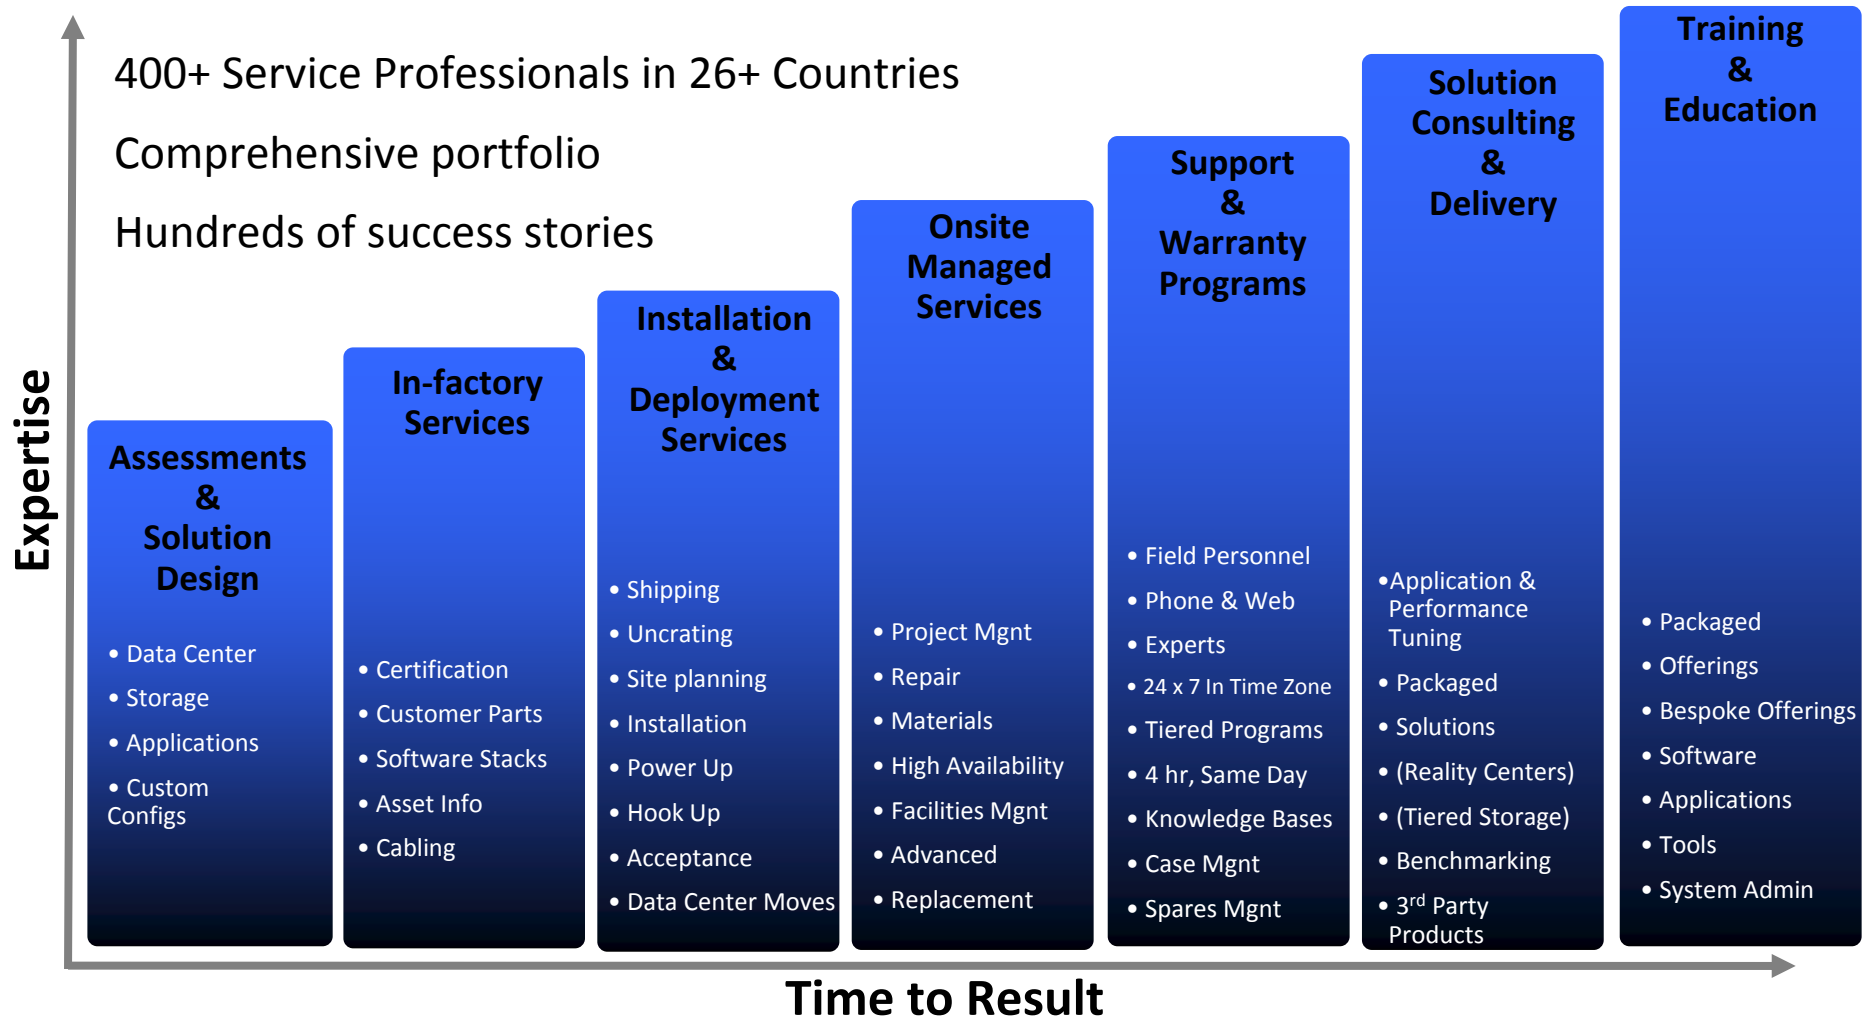 400+ Service Professionals in 26+ Countries
Comprehensive portfolio
Hundreds of success stories
Expertise
Assessments
&
Solution
Design
• Data Center
• Storage
• Applications
• Custom
Configs
In-factory
Services
• Certification
• Customer Parts
• Software Stacks
• Asset Info
• Cabling
Installation
&
Deployment
Services
• Shipping
• Uncrating
• Site planning
• Installation
• Power Up
• Hook Up
• Acceptance
• Data Center Moves
Onsite
Managed
Services
• Project Mgnt
• Repair
• Materials
• High Availability
• Facilities Mgnt
• Advanced
• Replacement
Support
&
Warranty
Programs
• Field Personnel
• Phone & Web
• Experts
• 24 x 7 In Time Zone
• Tiered Programs
• 4 hr, Same Day
• Knowledge Bases
• Case Mgnt
• Spares Mgnt
Solution
Consulting
&
Delivery
•Application &
Performance
Tuning
• Packaged
• Solutions
• (Reality Centers)
• (Tiered Storage)
• Benchmarking
• 3rd Party
Products
Training
&
Education
• Packaged
• Offerings
• Bespoke Offerings
• Software
• Applications
• Tools
• System Admin
Time to Result